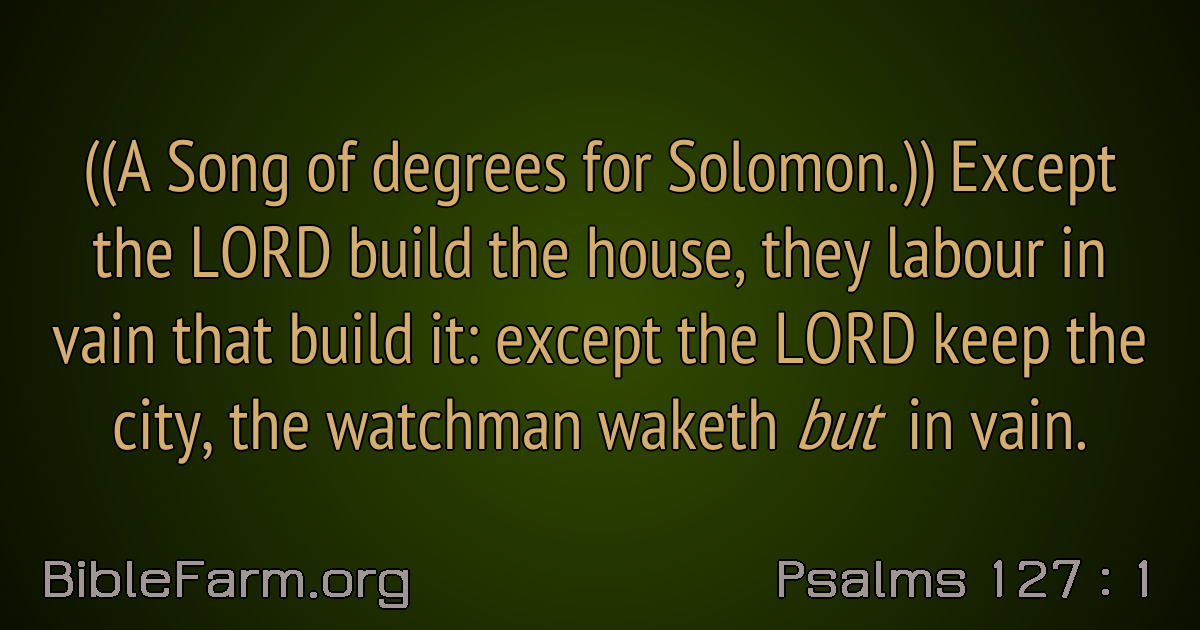 ((A Song of degrees for Solomon.)) Except
the LORD build the house, they labour in
vain that build it: except the LORD keep the
city, the watchman waketh but in vain.
BibleFarm.org
Psalms 127 : 1